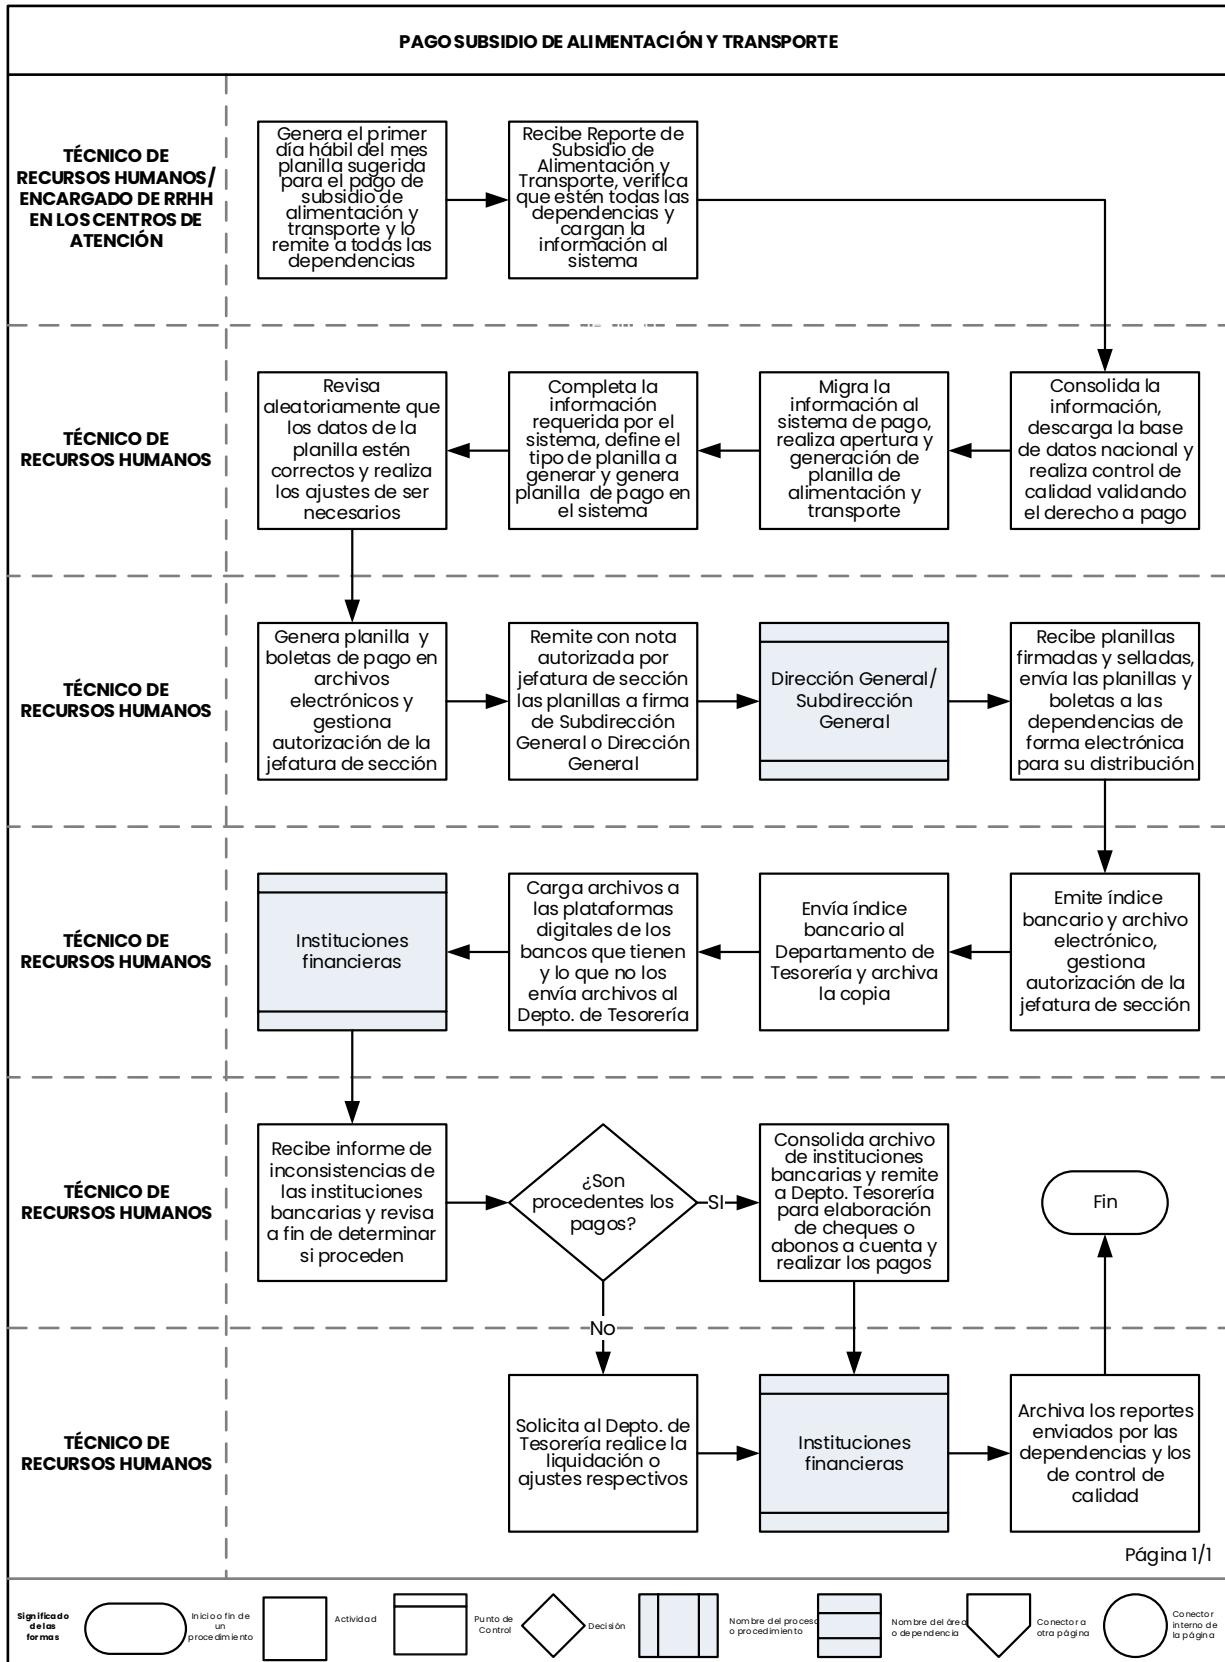 PAGO SUBSIDIO DE ALIMENTACIÓN Y TRANSPORTE
TÉCNICO DE
RECURSOS HUMANOS/
ENCARGADO DE RRHH
EN LOS CENTROS DE
ATENCIÓN
Genera el primer
día hábil del mes
planilla sugerida
para el pago de
subsidio de
alimentación y
transporte y lo
remite a todas las
dependencias
Recibe Reporte de
Subsidio de
Alimentación y
Transporte, verifica
que estén todas las
dependencias y
cargan la
información al
sistema
TÉCNICO DE
RECURSOS HUMANOS
Revisa
aleatoriamente que
los datos de la
planilla estén
correctos y realiza
los ajustes de ser
necesarios
Completa la
información
requerida por el
sistema, define el
tipo de planilla a
generar y genera
planilla de pago en
el sistema
Migra la
información al
sistema de pago,
realiza apertura y
generación de
planilla de
alimentación y
transporte
Consolida la
información,
descarga la base
de datos nacional y
realiza control de
calidad validando
el derecho a pago
TÉCNICO DE
RECURSOS HUMANOS
Genera planilla y
boletas de pago en
archivos
electrónicos y
gestiona
autorización de la
jefatura de sección
Remite con nota
autorizada por
jefatura de sección
las planillas a firma
de Subdirección
General o Dirección
General
Dirección General/
Subdirección
General
Recibe planillas
firmadas y selladas,
envía las planillas y
boletas a las
dependencias de
forma electrónica
para su distribución
TÉCNICO DE
RECURSOS HUMANOS
Instituciones
financieras
Carga archivos a
las plataformas
digitales de los
bancos que tienen
y lo que no los
envía archivos al
Depto. de Tesorería
Envía índice
bancario al
Departamento de
Tesorería y archiva
la copia
Emite índice
bancario y archivo
electrónico,
gestiona
autorización de la
jefatura de sección
TÉCNICO DE
RECURSOS HUMANOS
Recibe informe de
inconsistencias de
las instituciones
bancarias y revisa
a fin de determinar
si proceden
¿Son
procedentes los
pagos?
SI
Consolida archivo
de instituciones
bancarias y remite
a Depto. Tesorería
para elaboración
de cheques o
abonos a cuenta y
realizar los pagos
Fin
No
TÉCNICO DE
RECURSOS HUMANOS
Solicita al Depto. de
Tesorería realice la
liquidación o
ajustes respectivos
Instituciones
financieras
Archiva los reportes
enviados por las
dependencias y los
de control de
calidad
Página 1/1
Significado
de las
formas
Inicio o fin de
un
procedimiento
Actividad
Punto de
Control
Decisión
Nombre del proceso
o procedimiento
Nombre del área
o dependencia
Conector a
otra página
Conector
interno de
la página